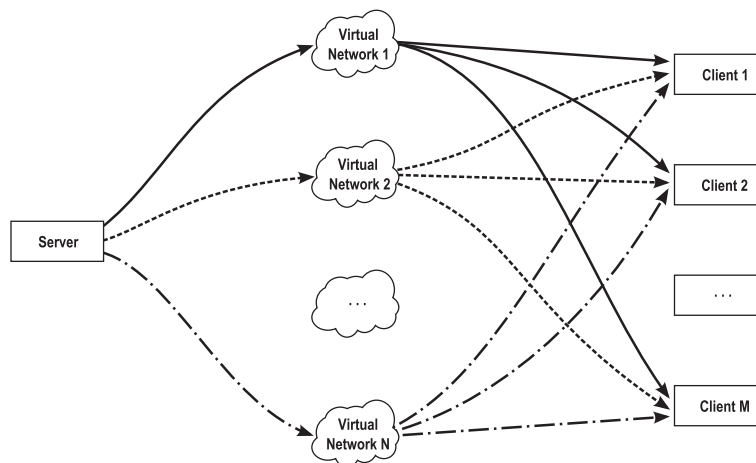 Virtual
Network 1
Client 1
Virtual
Network 2
Client 2
Server
...
...
Virtual
Network N
Client M